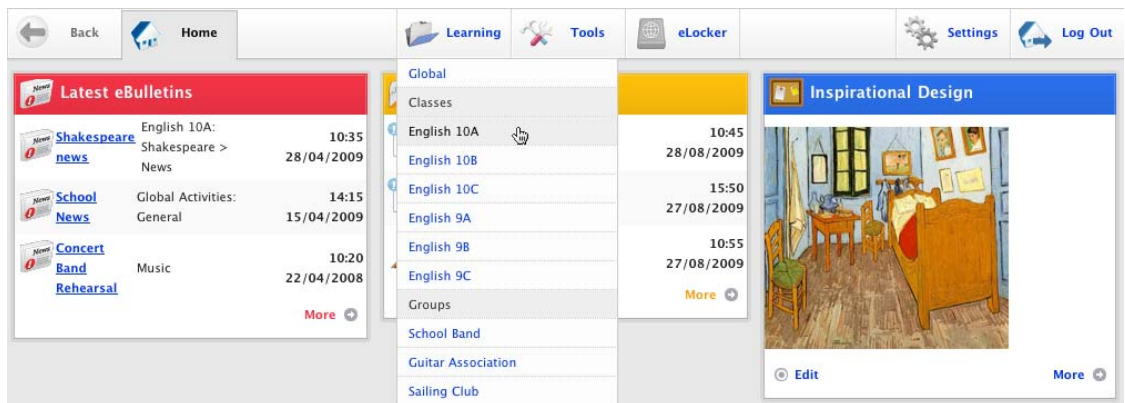 Back
Home
Learning
Tools
eLocker
Settings
Log Out
Latest eBulletins
Shakespeare
news
English 10A:
Shakespeare >
News
10:35
28/04/2009
School
News
Global Activities:
General
14:15
15/04/2009
Concert
Band
Rehearsal
Music
10:20
22/04/2008
More
Global
Classes
English 10A
English 10B
English 10C
English 9A
English 9B
English 9C
Groups
School Band
Guitar Association
Sailing Club
10:45
28/08/2009
15:50
27/08/2009
10:55
27/08/2009
More
Inspirational Design
Edit
More